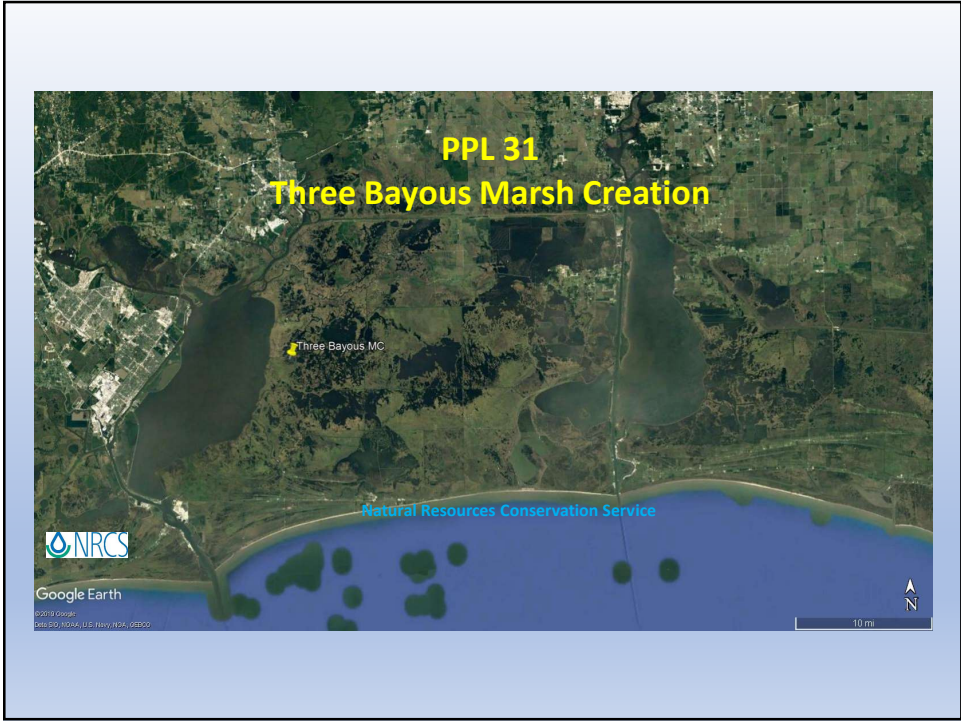 PPL 31
Three Bayous Marsh Creation
Three Bayous MC
Natural Resources Conservation Service
NRCS
Google Earth
©2019 Google
Data SIO, NOAA, U.S. Navy, NGA, GEBCO
N
10 mi